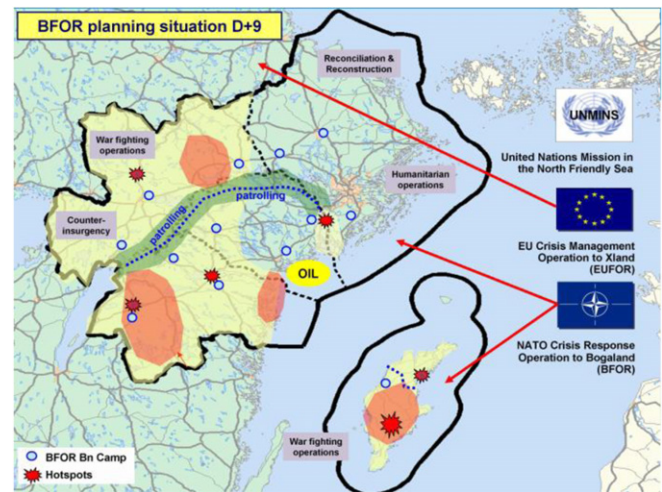 BFOR planning situation D+9
Reconciliation &
Reconstruction
UNMINS
War fighting
operations
United Nations Mission in
the North Friendly Sea
Humanitarian
operations
patrolling
Counter-
insurgency
patrolling
EU Crisis Management
Operation to Xland
(EUFOR)
OIL
NATO Crisis Response
Operation to Bogaland
(BFOR)
War fighting
operations
BFOR Bn Camp
Hotspots